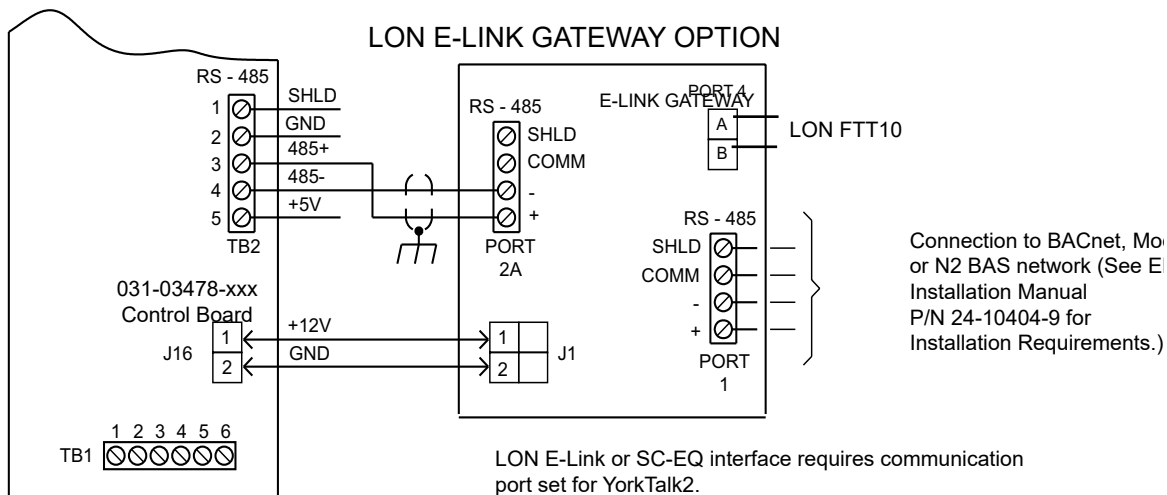 LON E-LINK GATEWAY OPTION
RS - 485
1 SHLD
2 GND
3 485+
4 485-
5 +5V
TB2
031-03478-xxx
Control Board
J16
1
2
+12V
GND
TB1
1 2 3 4 5 6
E-LINK GATEWAY
RS - 485
SHLD
COMM
-
+
PORT
2A
1
2
J1
PORT 4
A
B
LON FTT10
RS - 485
SHLD
COMM
-
+
PORT
1
Connection to BACnet,
or N2 BAS network (See
Installation Manual
P/N 24-10404-9 for
Installation Requirements.)
LON E-Link or SC-EQ interface requires communication
port set for YorkTalk2.